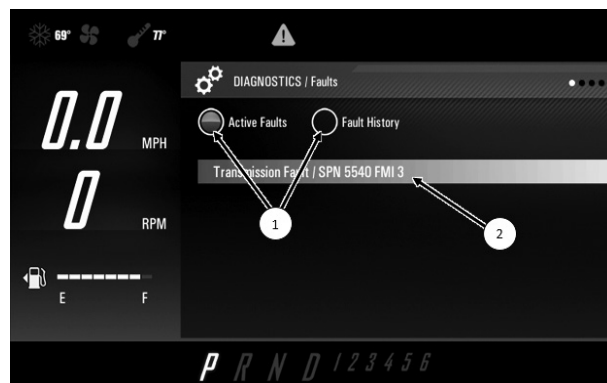 69° 77°
DIAGNOSTICS / Faults
Active Faults Fault History
0.0 MPH
Transmission Fault / SPN 5540 FMI 3
1
2
0 RPM
E F
P R N D 1 2 3 4 5 6